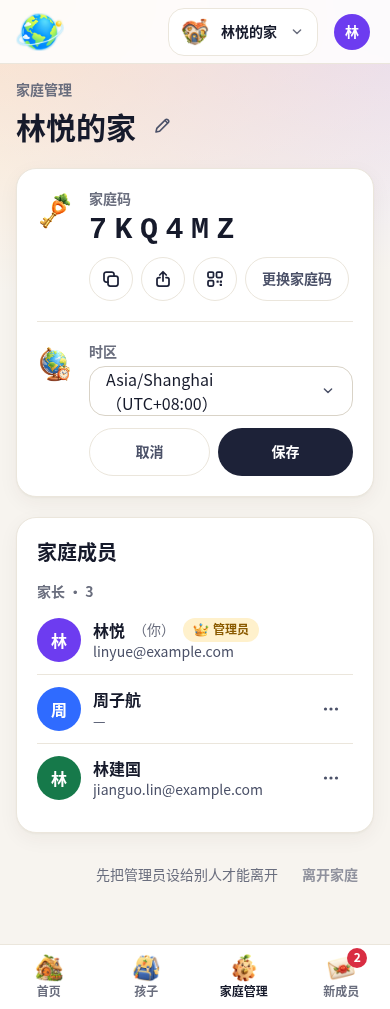 林悦的家
林
家庭管理
林悦的家
家庭码
7KQ4MZ
更换家庭码
时区
Asia/Shanghai
（UTC+08:00）
取消
保存
家庭成员
家长 · 3
林
林悦 （你） 管理员
linyue@example.com
周
周子航
—
林
林建国
jianguo.lin@example.com
先把管理员设给别人才能离开 离开家庭
2
首页 孩子 家庭管理 新成员